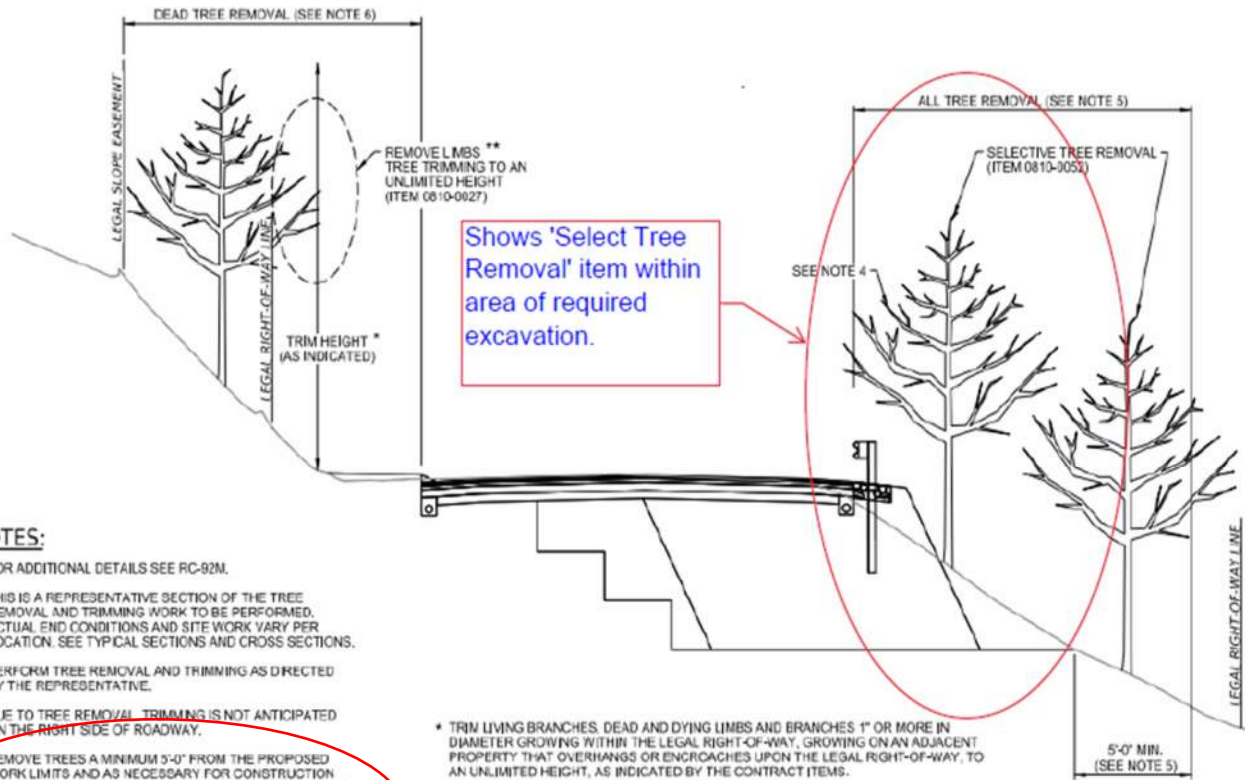 DEAD TREE REMOVAL (SEE NOTE 6)
LEGAL SLOPE EASEMENT
REMOVE LIMBS **
TREE TRIMMING TO AN
UNLIMITED HEIGHT
(ITEM 0810-0027)
LEGAL RIGHT-OF-WAY LINE
TRIM HEIGHT *
(AS INDICATED)
Shows 'Select Tree
Removal' item within
area of required
excavation.
ALL TREE REMOVAL (SEE NOTE 5)
SELECTIVE TREE REMOVAL
(ITEM 0810-0052)
SEE NOTE 4
LEGAL RIGHT-OF-WAY LINE
OTES:
OR ADDITIONAL DETAILS SEE RC-92M.
HIS IS A REPRESENTATIVE SECTION OF THE TREE
EMOVAL AND TRIMMING WORK TO BE PERFORMED.
CTUAL END CONDITIONS AND SITE WORK VARY PER
OCATION. SEE TYPICAL SECTIONS AND CROSS SECTIONS.
ERFORM TREE REMOVAL AND TRIMMING AS DIRECTED
Y THE REPRESENTATIVE.
UE TO TREE REMOVAL, TRIMMING IS NOT ANTICIPATED
N THE RIGHT SIDE OF ROADWAY.
EMOVE TREES A MINIMUM 5'-0" FROM THE PROPOSED
ORK LIMITS AND AS NECESSARY FOR CONSTRUCTION
* TRIM LIVING BRANCHES, DEAD AND DYING LIMBS AND BRANCHES 1" OR MORE IN
DIAMETER GROWING WITHIN THE LEGAL RIGHT-OF-WAY, GROWING ON AN ADJACENT
PROPERTY THAT OVERHANGS OR ENCROACHES UPON THE LEGAL RIGHT-OF-WAY, TO
AN UNLIMITED HEIGHT, AS INDICATED BY THE CONTRACT ITEMS.
5'-0" MIN.
(SEE NOTE 5)